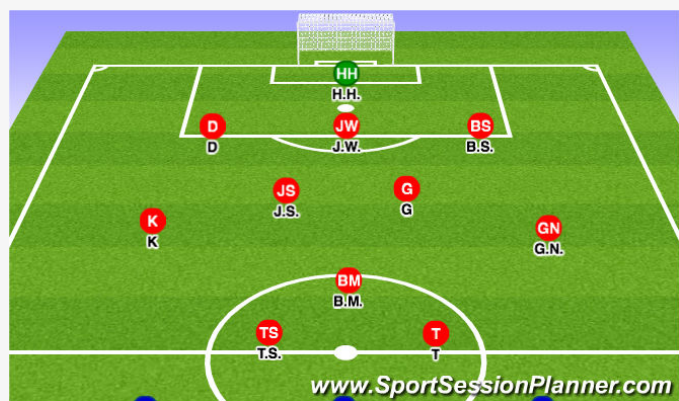 HH
H.H.
D
JW
BS
D
J.W.
B.S.
JS
G
J.S.
G
K
GN
K
G.N.
BM
B.M.
TS
T
T.S.
T
www.SportSessionPlanner.com